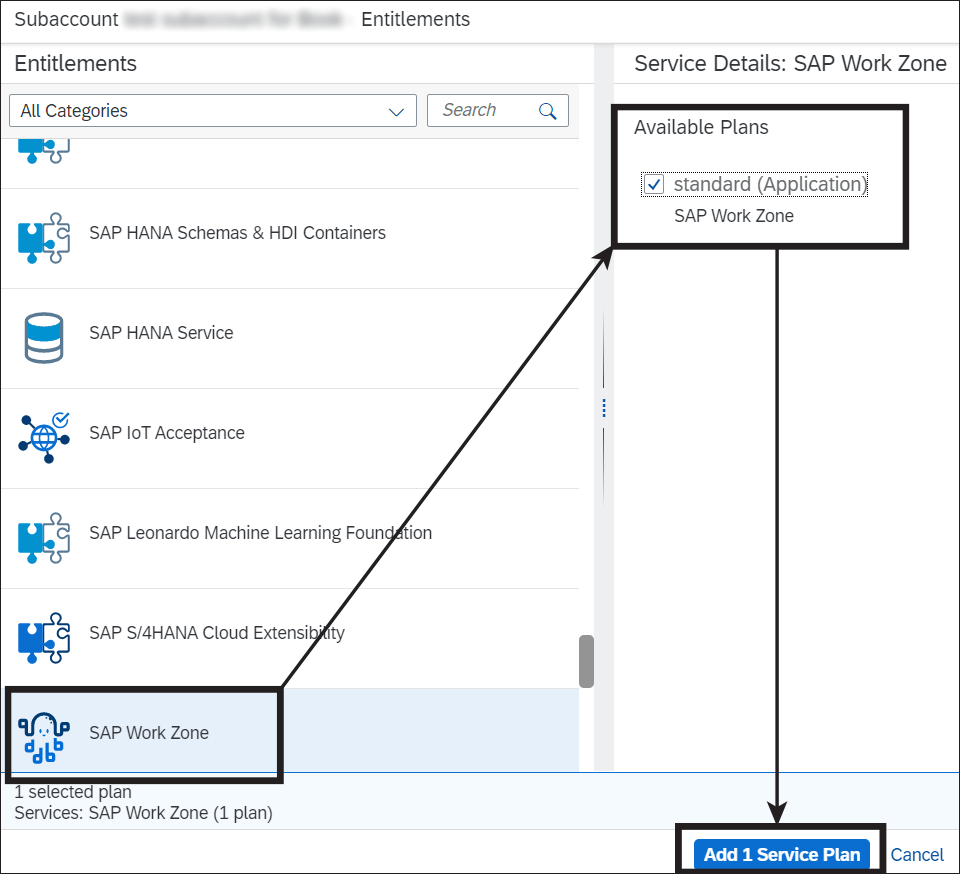 Subaccount Entitlements
Entitlements
All Categories
Search
SAP HANA Schemas & HDI Containers
SAP HANA Service
SAP IoT Acceptance
SAP Leonardo Machine Learning Foundation
SAP S/4HANA Cloud Extensibility
SAP Work Zone
Service Details: SAP Work Zone
Available Plans
standard (Application)
SAP Work Zone
1 selected plan
Services: SAP Work Zone (1 plan)
Add 1 Service Plan
Cancel